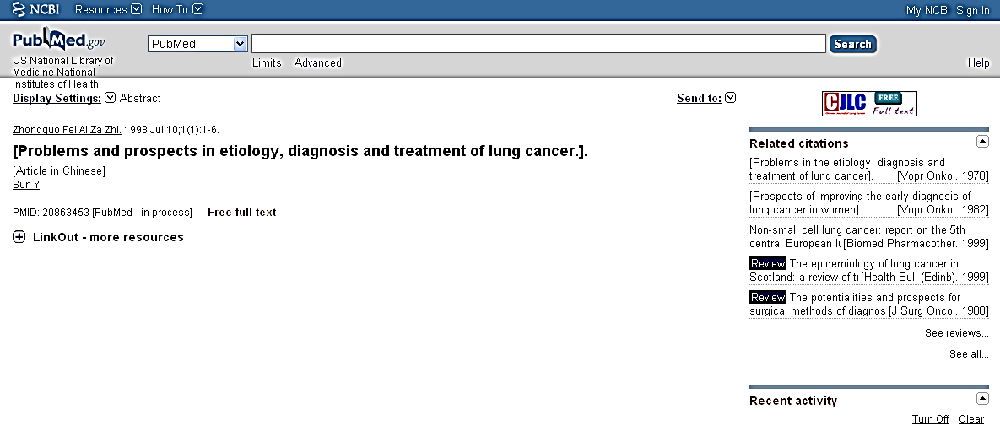 NCBI Resources How To My NCBI Sign In
PubMed.gov
US National Library of
Medicine National
Institutes of Health
PubMed
Search
Limits Advanced
Help
Display Settings: Abstract
Send to:
Zhongguo Fei Ai Za Zhi. 1998 Jul 10;1(1):1-6.
[Problems and prospects in etiology, diagnosis and treatment of lung cancer.].
[Article in Chinese]
Sun Y.
PMID: 20863453 [PubMed - in process] Free full text
LinkOut - more resources
CJLC FREE
Full text
Related citations
[Problems in the etiology, diagnosis and
treatment of lung cancer]. [Vopr Onkol. 1978]
[Prospects of improving the early diagnosis of
lung cancer in women]. [Vopr Onkol. 1982]
Non-small cell lung cancer: report on the 5th
central European [Biomed Pharmacother. 1999]
Review The epidemiology of lung cancer in
Scotland: a review of [Health Bull (Edinb). 1999]
Review The potentialities and prospects for
surgical methods of diagnos [J Surg Oncol. 1980]
See reviews...
See all...
Recent activity
Turn Off Clear